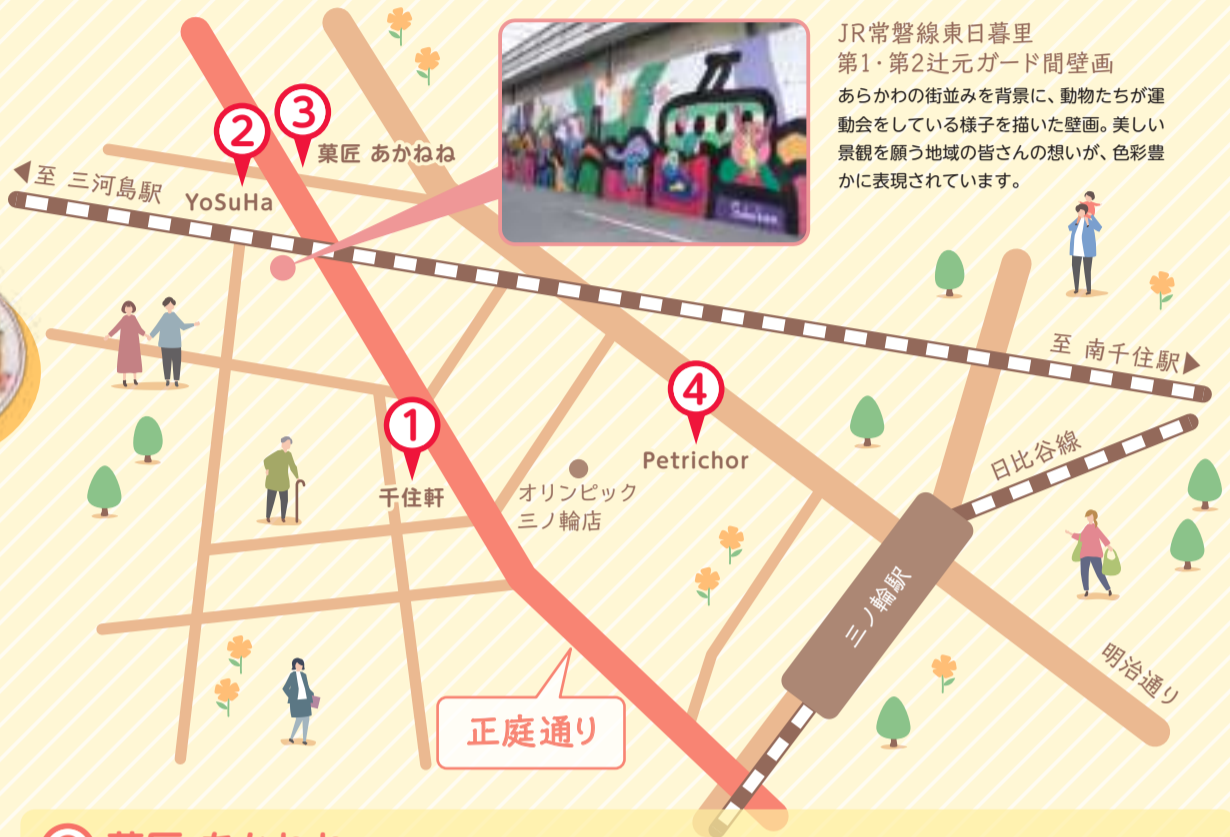 JR常磐線東日暮里
第1・第2辻元ガード間壁画
あらかわの街並みを背景に、動物たちが運
動会をしている様子を描いた壁画。美しい
景観を願う地域の皆さんの想いが、色彩豊
かに表現されています。
②
③
菓匠 あかねね
◀至 三河島駅
YoSuHa
至 南千住駅▶
①
千住軒
④
Petrichor
オリンピック
三ノ輪店
日比谷線
三ノ輪駅
明治通り
正庭通り